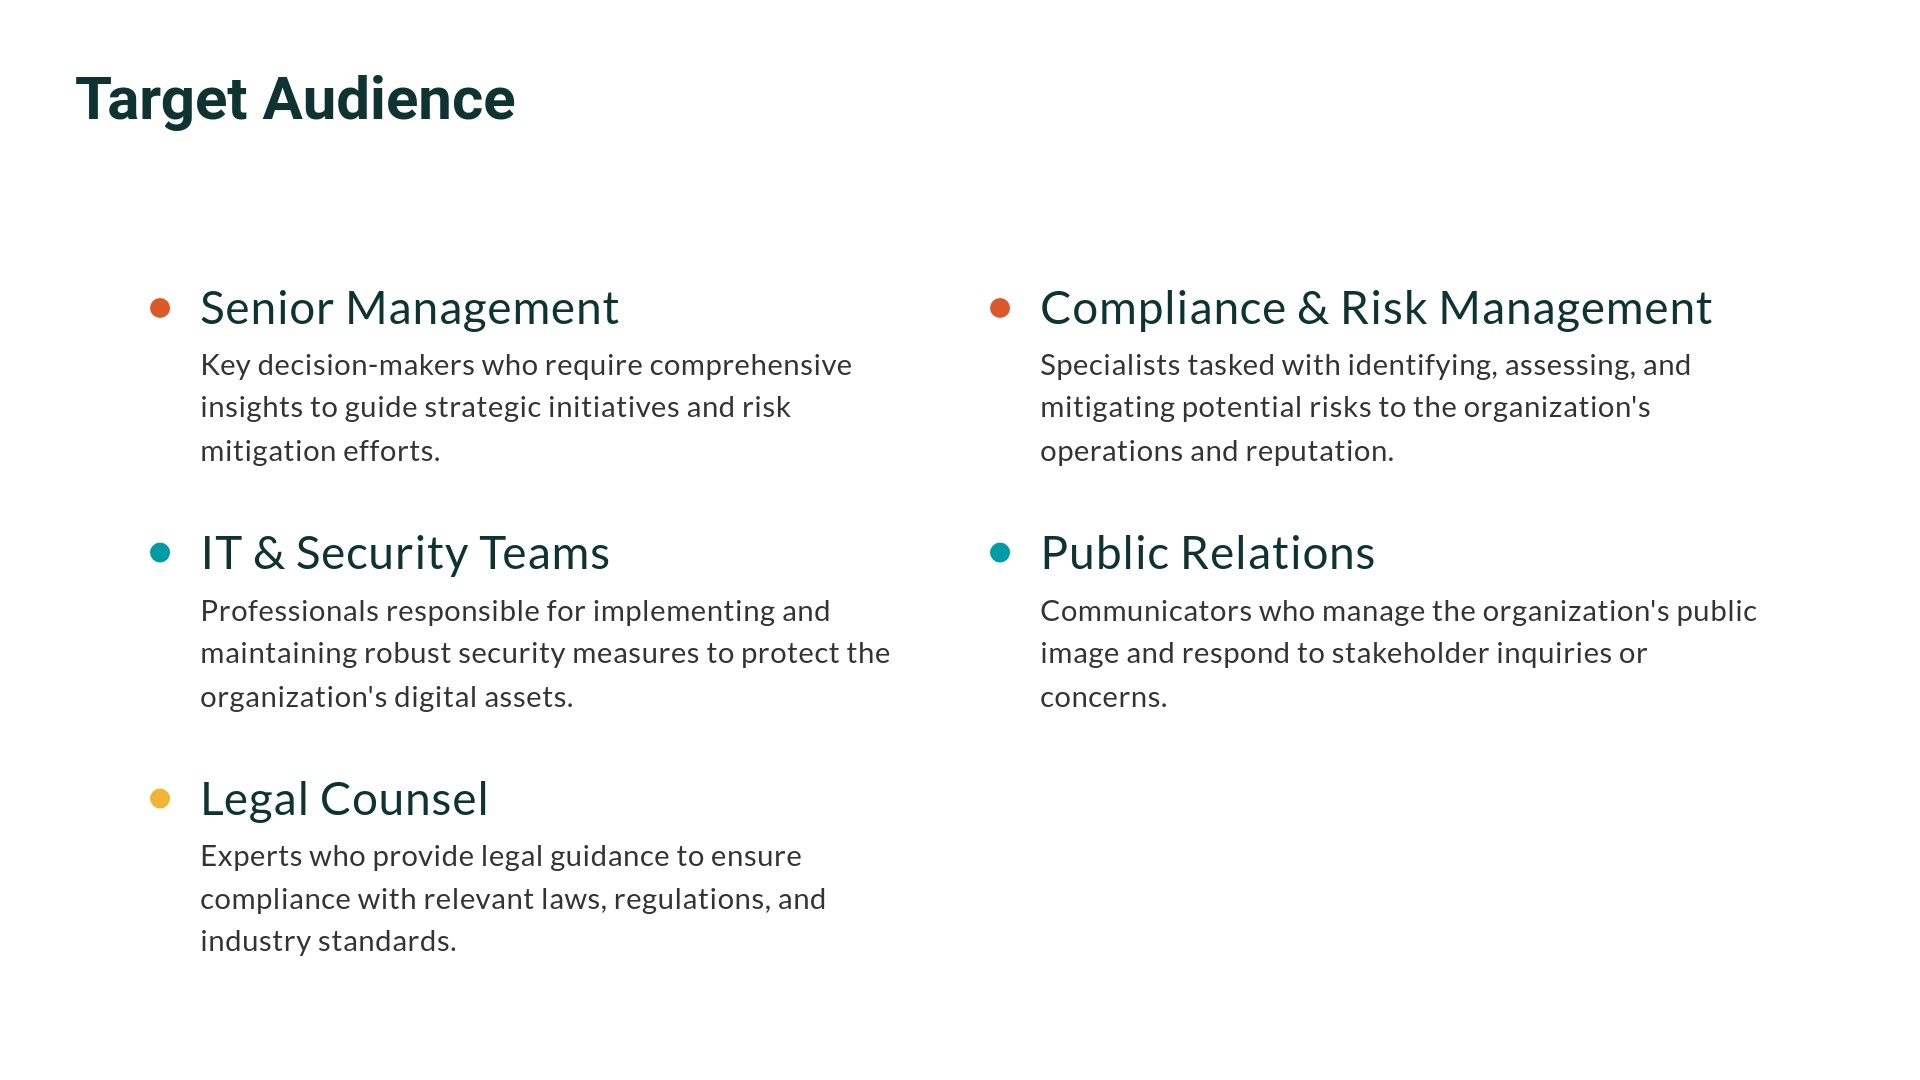 Target Audience
Senior Management
Key decision-makers who require comprehensive
insights to guide strategic initiatives and risk
mitigation efforts.
IT & Security Teams
Professionals responsible for implementing and
maintaining robust security measures to protect the
organization's digital assets.
Legal Counsel
Experts who provide legal guidance to ensure
compliance with relevant laws, regulations, and
industry standards.
Compliance & Risk Management
Specialists tasked with identifying, assessing, and
mitigating potential risks to the organization's
operations and reputation.
Public Relations
Communicators who manage the organization's public
image and respond to stakeholder inquiries or
concerns.